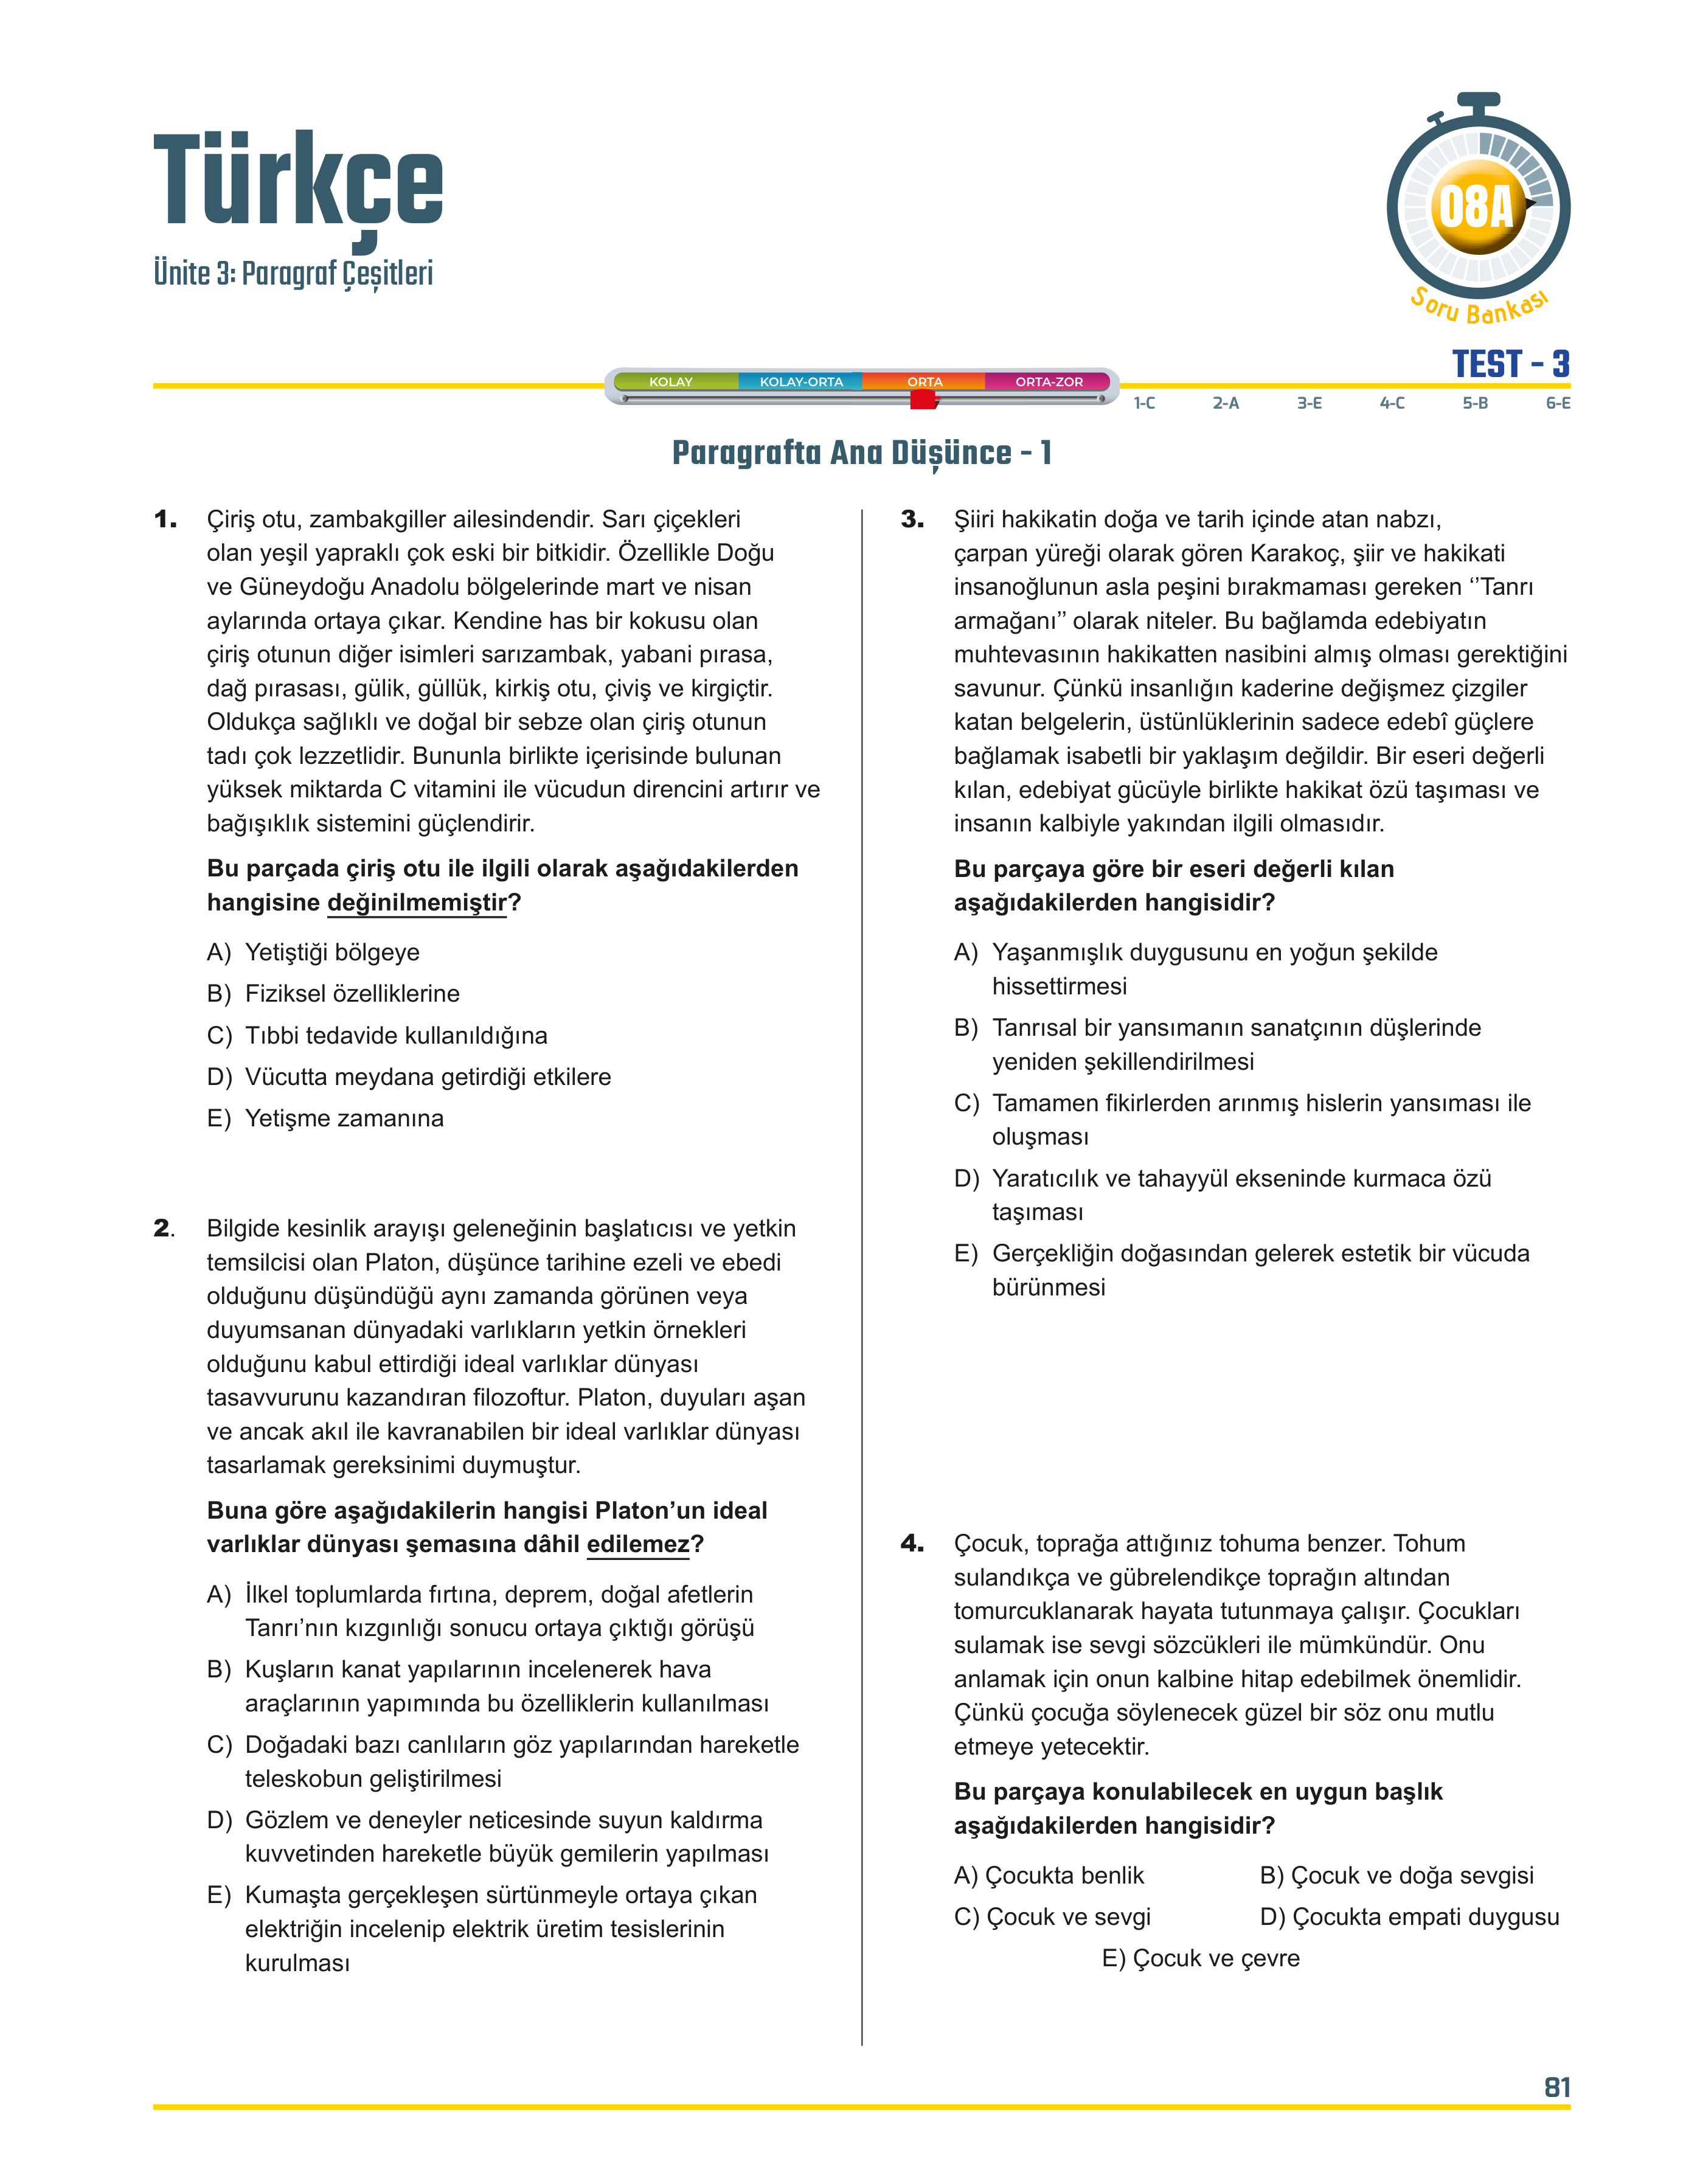 Türkçe
Ünite 3: Paragraf Çeşitleri
08A
Soru Bankası
TEST - 3
KOLAY KOLAY-ORTA ORTA ORTA-ZOR
1-C 2-A 3-E 4-C 5-B 6-E
Paragrafta Ana Düşünce - 1
1. Çiriş otu, zambakgiller ailesindendir. Sarı çiçekleri
olan yeşil yapraklı çok eski bir bitkidir. Özellikle Doğu
ve Güneydoğu Anadolu bölgelerinde mart ve nisan
aylarında ortaya çıkar. Kendine has bir kokusu olan
çiriş otunun diğer isimleri sarızambak, yabani pırasa,
dağ pırasası, gülik, güllük, kirkiş otu, çiviş ve kirgiçtir.
Oldukça sağlıklı ve doğal bir sebze olan çiriş otunun
tadı çok lezzetlidir. Bununla birlikte içerisinde bulunan
yüksek miktarda C vitamini ile vücudun direncini artırır ve
bağışıklık sistemini güçlendirir.
Bu parçada çiriş otu ile ilgili olarak aşağıdakilerden
hangisine değinilmemiştir?
A) Yetiştiği bölgeye
B) Fiziksel özelliklerine
C) Tıbbi tedavide kullanıldığına
D) Vücutta meydana getirdiği etkilere
E) Yetişme zamanına
2. Bilgide kesinlik arayışı geleneğinin başlatıcısı ve yetkin
temsilcisi olan Platon, düşünce tarihine ezeli ve ebedi
olduğunu düşündüğü aynı zamanda görünen veya
duyumsanan dünyadaki varlıkların yetkin örnekleri
olduğunu kabul ettirdiği ideal varlıklar dünyası
tasavvurunu kazandıran filozoftur. Platon, duyuları aşan
ve ancak akıl ile kavranabilen bir ideal varlıklar dünyası
tasarlamak gereksinimi duymuştur.
Buna göre aşağıdakilerin hangisi Platon’un ideal
varlıklar dünyası şemasına dâhil edilemez?
A) İlkel toplumlarda fırtına, deprem, doğal afetlerin
Tanrı’nın kızgınlığı sonucu ortaya çıktığı görüşü
B) Kuşların kanat yapılarının incelenerek hava
araçlarının yapımında bu özelliklerin kullanılması
C) Doğadaki bazı canlıların göz yapılarından hareketle
teleskobun geliştirilmesi
D) Gözlem ve deneyler neticesinde suyun kaldırma
kuvvetinden hareketle büyük gemilerin yapılması
E) Kumaşta gerçekleşen sürtünmeyle ortaya çıkan
elektriğin incelenip elektrik üretim tesislerinin
kurulması
3. Şiiri hakikatin doğa ve tarih içinde atan nabzı,
çarpan yüreği olarak gören Karakoç, şiir ve hakikati
insanoğlunun asla peşini bırakmaması gereken ‘’Tanrı
armağanı’’ olarak niteler. Bu bağlamda edebiyatın
muhtevasının hakikatten nasibini almış olması gerektiğini
savunur. Çünkü insanlığın kaderine değişmez çizgiler
katan belgelerin, üstünlüklerinin sadece edebî güçlere
bağlamak isabetli bir yaklaşım değildir. Bir eseri değerli
kılan, edebiyat gücüyle birlikte hakikat özü taşıması ve
insanın kalbiyle yakından ilgili olmasıdır.
Bu parçaya göre bir eseri değerli kılan
aşağıdakilerden hangisidir?
A) Yaşanmışlık duygusunu en yoğun şekilde
hissettirmesi
B) Tanrısal bir yansımanın sanatçının düşlerinde
yeniden şekillendirilmesi
C) Tamamen fikirlerden arınmış hislerin yansıması ile
oluşması
D) Yaratıcılık ve tahayyül ekseninde kurmaca özü
taşıması
E) Gerçekliğin doğasından gelerek estetik bir vücuda
bürünmesi
4. Çocuk, toprağa attığınız tohuma benzer. Tohum
sulandıkça ve gübrelendikçe toprağın altından
tomurcuklanarak hayata tutunmaya çalışır. Çocukları
sulamak ise sevgi sözcükleri ile mümkündür. Onu
anlamak için onun kalbine hitap edebilmek önemlidir.
Çünkü çocuğa söylenecek güzel bir söz onu mutlu
etmeye yetecektir.
Bu parçaya konulabilecek en uygun başlık
aşağıdakilerden hangisidir?
A) Çocukta benlik B) Çocuk ve doğa sevgisi
C) Çocuk ve sevgi D) Çocukta empati duygusu
E) Çocuk ve çevre
81